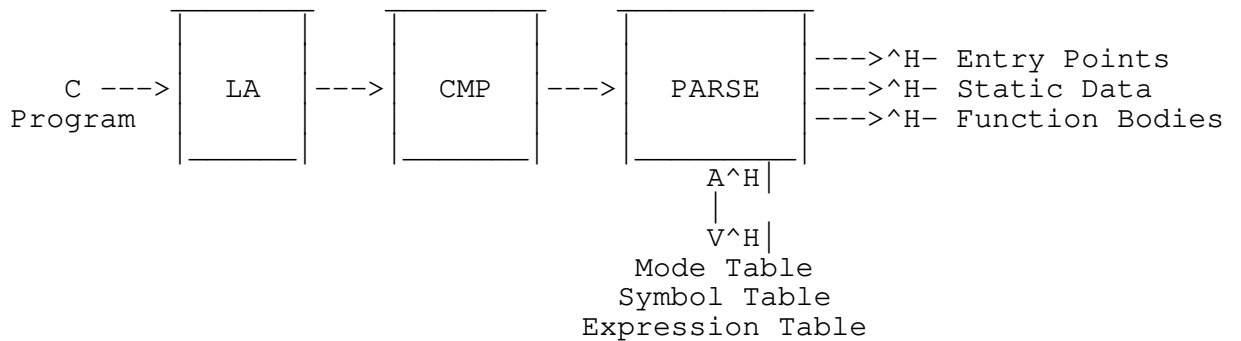 --->^H- Entry Points
C ---> LA ---> CMP ---> PARSE --->^H- Static Data
Program --->^H- Function Bodies
A^H|
|
V^H|
Mode Table
Symbol Table
Expression Table